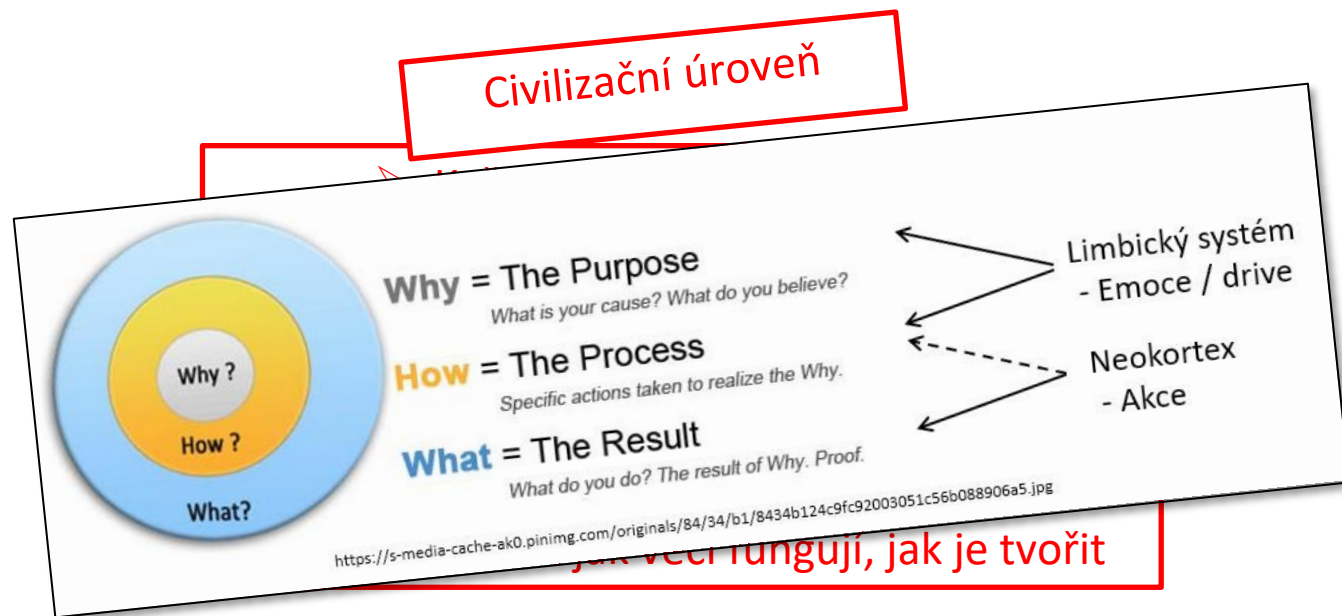 Civilizační úroveň
Why ?
How ?
What?
Why = The Purpose
What is your cause? What do you believe?
How = The Process
Specific actions taken to realize the Why.
What = The Result
What do you do? The result of Why. Proof.
Limbický systém
- Emoce / drive
Neokortex
- Akce
https://s-media-cache-ak0.pinimg.com/originals/84/34/b1/8434b124c9fc92003051c56b088906a5.jpg
jak věci fungují, jak je tvořit